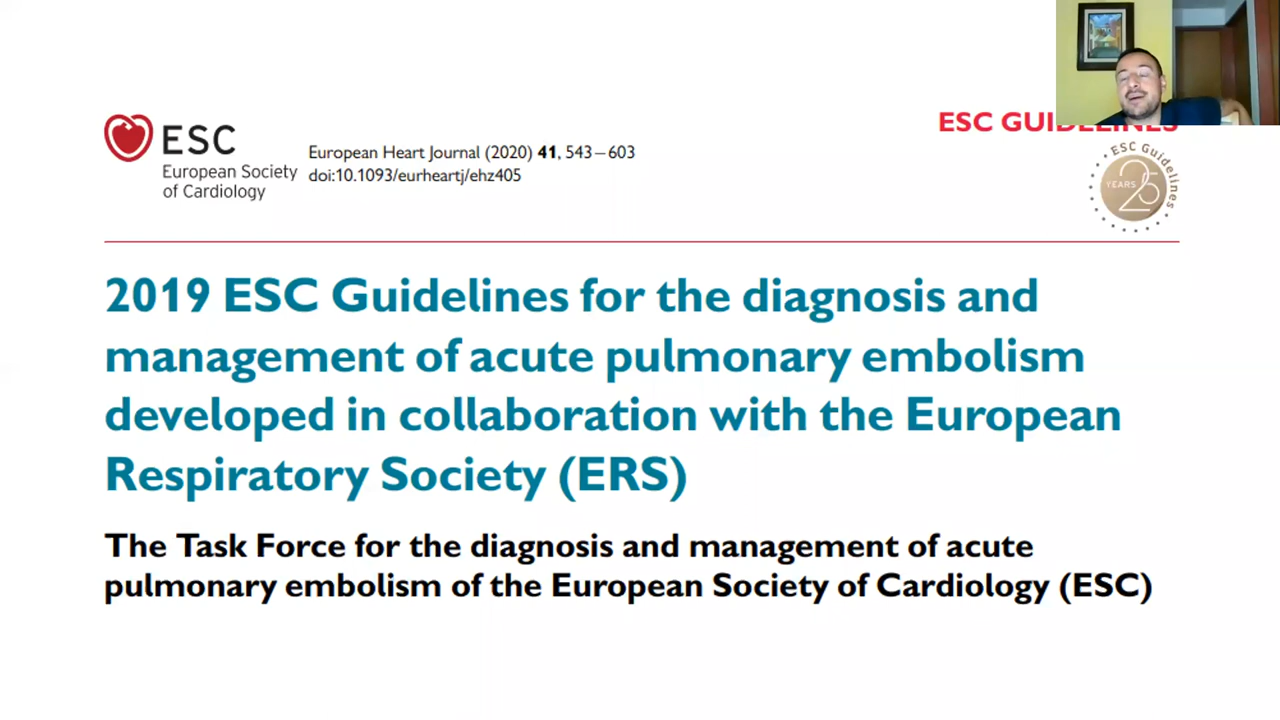 ESC
European Society
of Cardiology
European Heart Journal (2020) 41, 543–603
doi:10.1093/eurheartj/ehz405
ESC GUIDELINES
ESC Guidelines
YEARS 25
2019 ESC Guidelines for the diagnosis and
management of acute pulmonary embolism
developed in collaboration with the European
Respiratory Society (ERS)
The Task Force for the diagnosis and management of acute
pulmonary embolism of the European Society of Cardiology (ESC)